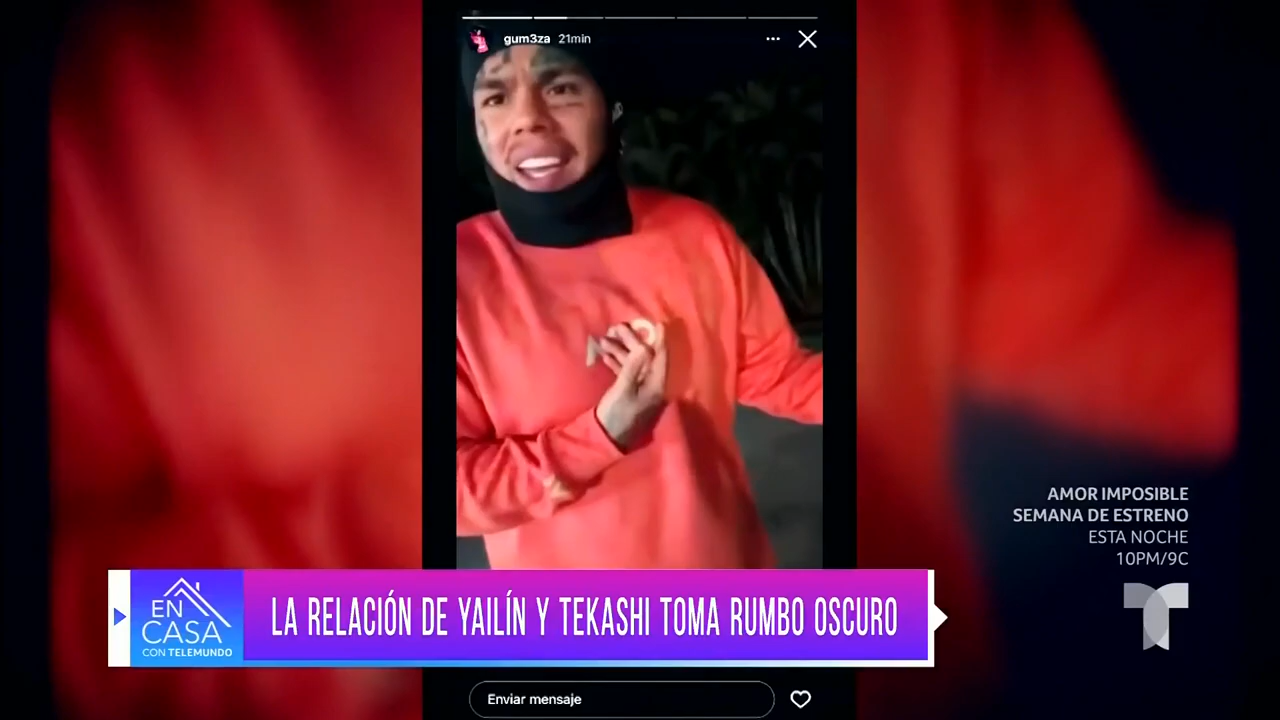 gum3za 21min
AMOR IMPOSIBLE
SEMANA DE ESTRENO
ESTA NOCHE
10PM/9C
EN
CASA
CON TELEMUNDO
LA RELACIÓN DE YAILÍN Y TEKASHI TOMA RUMBO OSCURO
Enviar mensaje